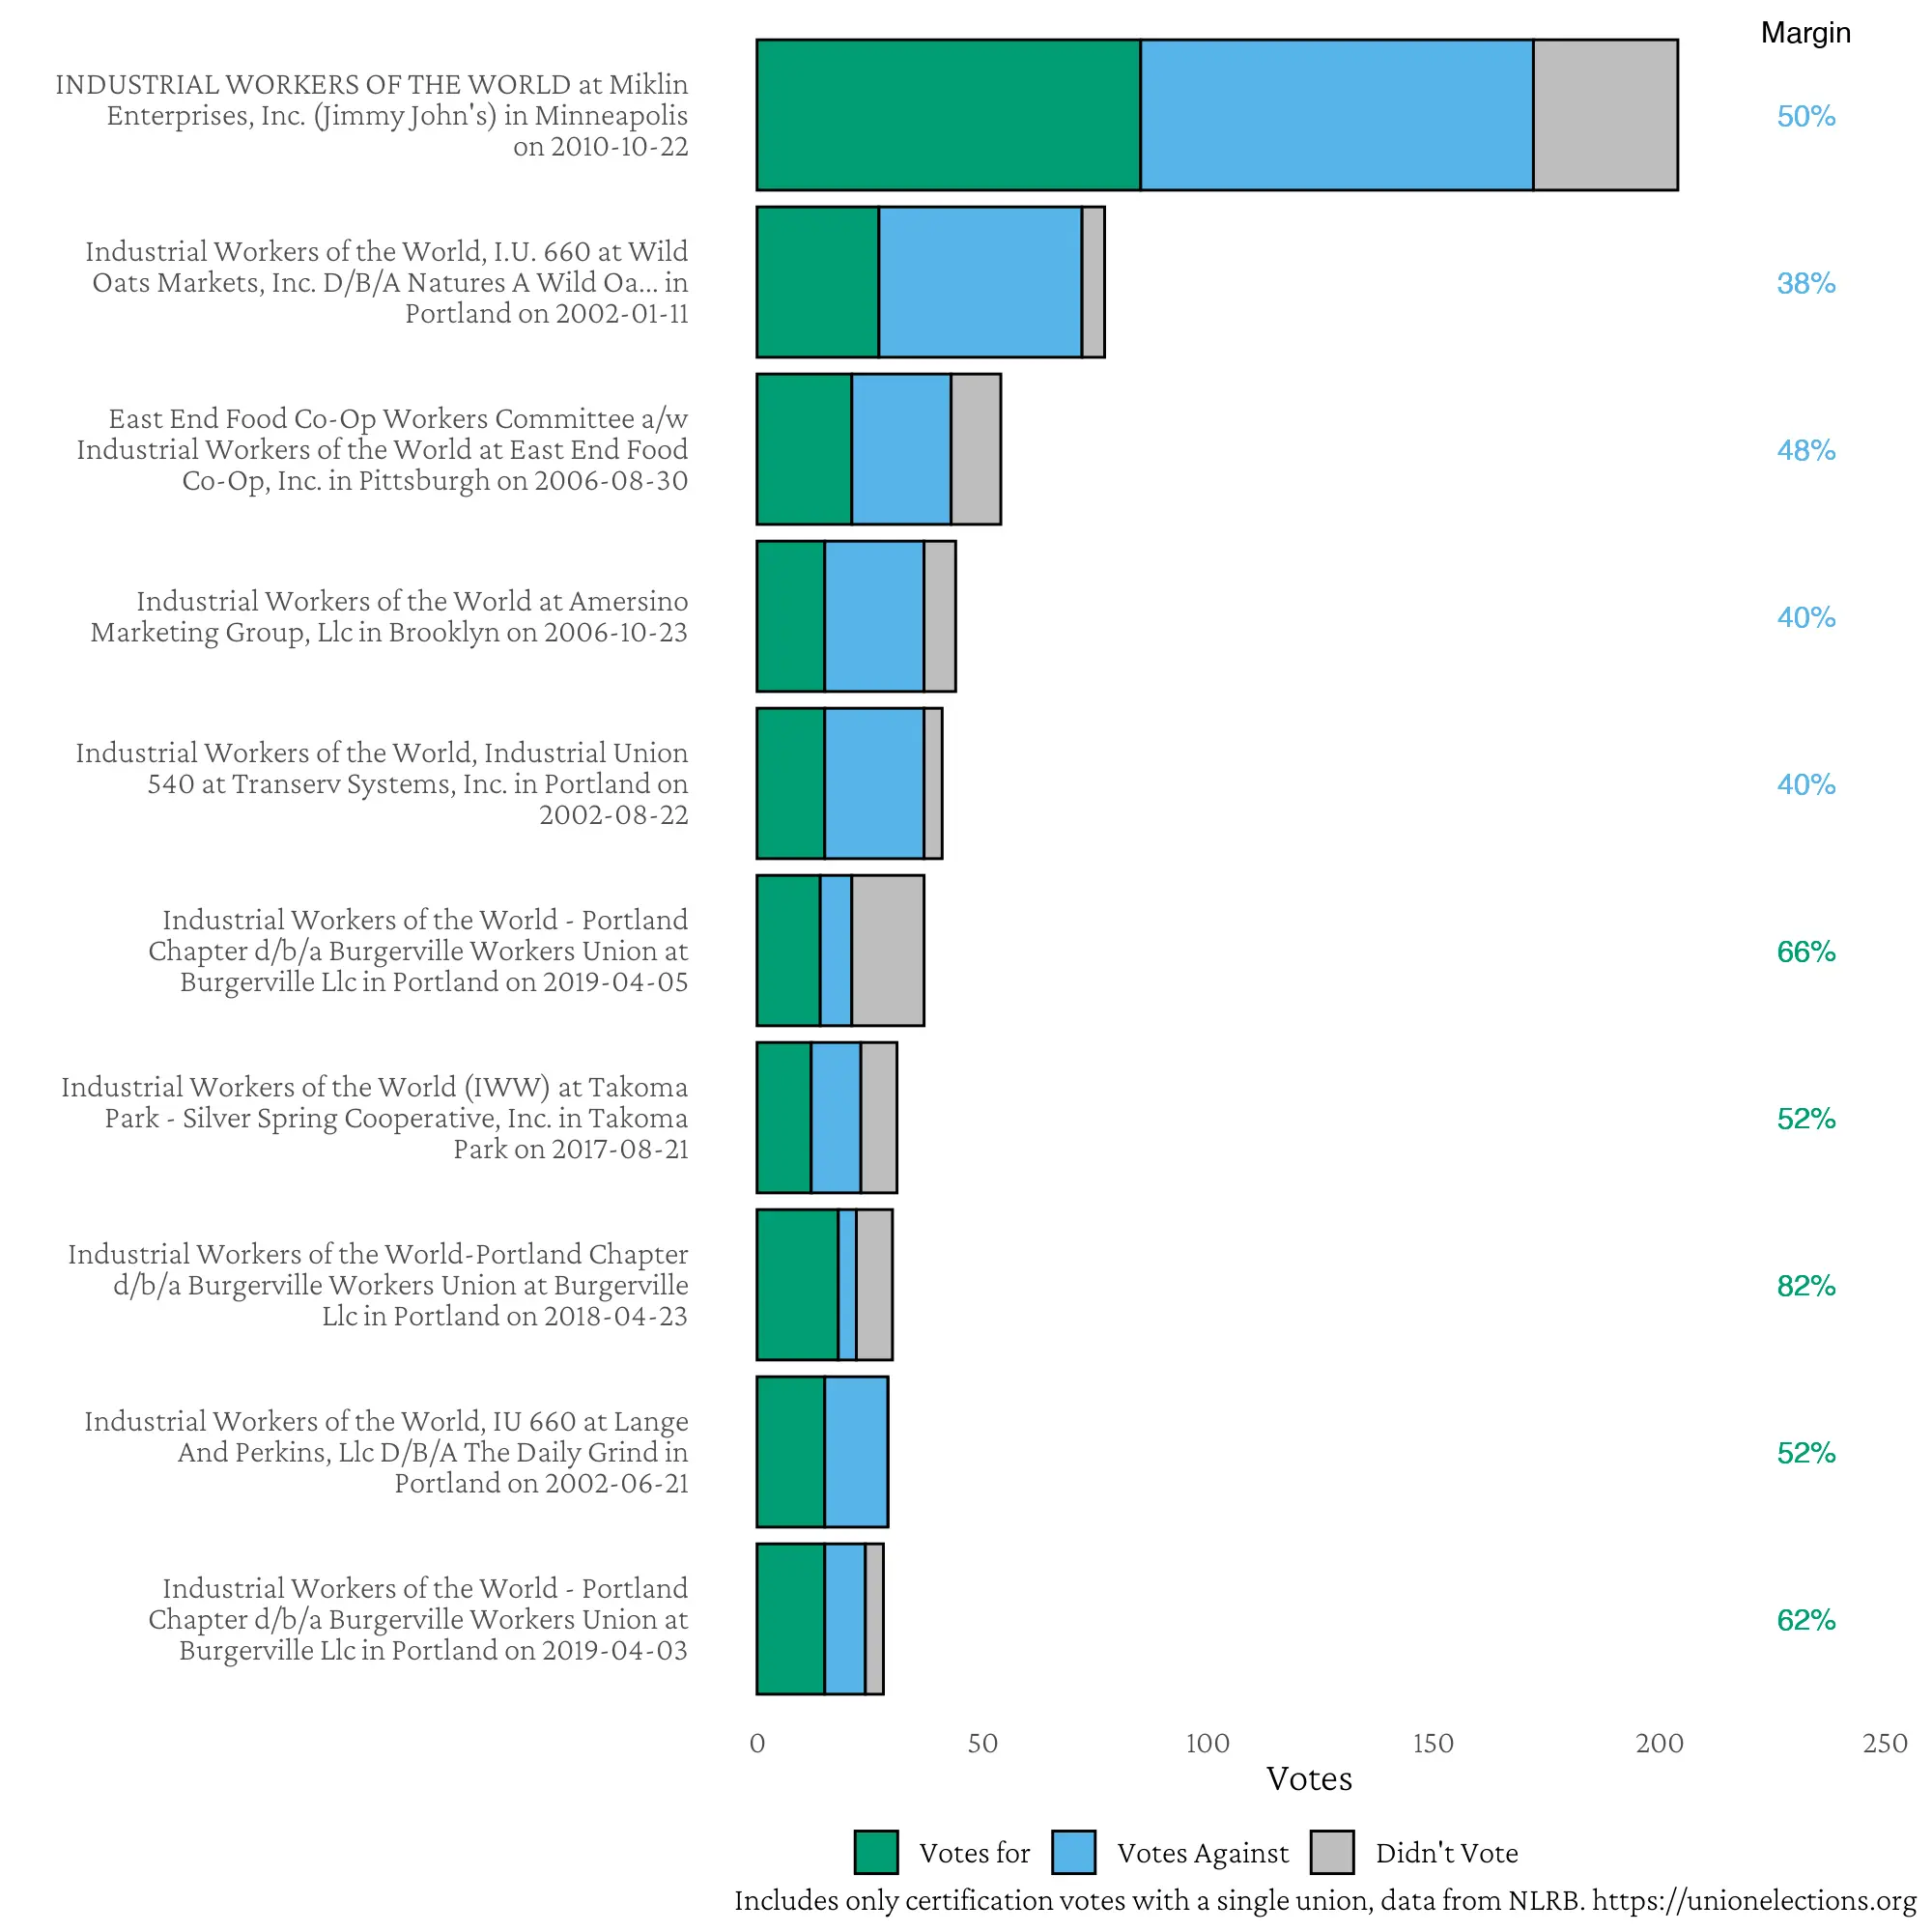 Margin
INDUSTRIAL WORKERS OF THE WORLD at Miklin
Enterprises, Inc. (Jimmy John's) in Minneapolis
on 2010-10-22
50%
Industrial Workers of the World, I.U. 660 at Wild
Oats Markets, Inc. D/B/A Natures A Wild Oa... in
Portland on 2002-01-11
38%
East End Food Co-Op Workers Committee a/w
Industrial Workers of the World at East End Food
Co-Op, Inc. in Pittsburgh on 2006-08-30
48%
Industrial Workers of the World at Amersino
Marketing Group, Llc in Brooklyn on 2006-10-23
40%
Industrial Workers of the World, Industrial Union
540 at Transerv Systems, Inc. in Portland on
2002-08-22
40%
Industrial Workers of the World - Portland
Chapter d/b/a Burgerville Workers Union at
Burgerville Llc in Portland on 2019-04-05
66%
Industrial Workers of the World (IWW) at Takoma
Park - Silver Spring Cooperative, Inc. in Takoma
Park on 2017-08-21
52%
Industrial Workers of the World-Portland Chapter
d/b/a Burgerville Workers Union at Burgerville
Llc in Portland on 2018-04-23
82%
Industrial Workers of the World, IU 660 at Lange
And Perkins, Llc D/B/A The Daily Grind in
Portland on 2002-06-21
52%
Industrial Workers of the World - Portland
Chapter d/b/a Burgerville Workers Union at
Burgerville Llc in Portland on 2019-04-03
62%
0 50 100 150 200 250
Votes
Votes for Votes Against Didn't Vote
Includes only certification votes with a single union, data from NLRB. https://unionelections.org